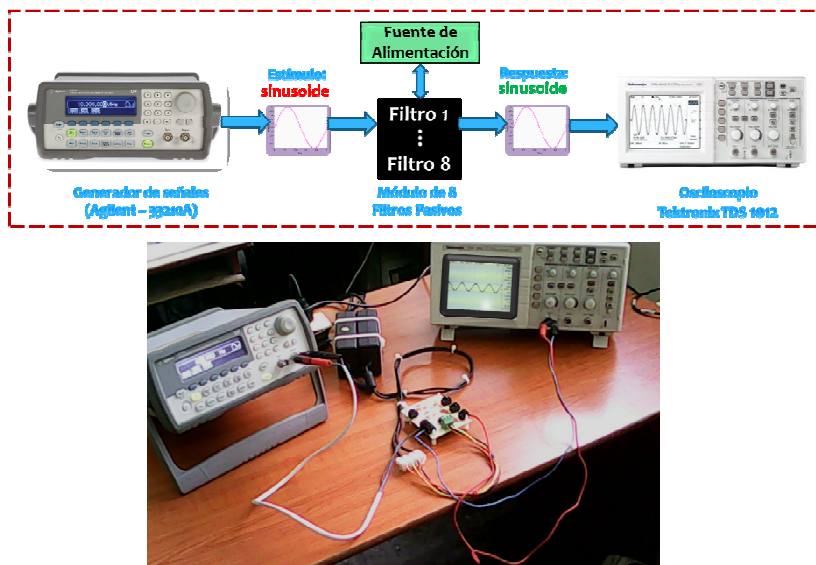 Fuente de
Alimentación
Estímulo:
sinusoide
Respuesta:
sinusoide
Filtro 1
Filtro 8
Generador de señales
(Agilent – 33210A)
Módulo de 8
Filtros Pasivos
Osciloscopio
Tektronix TDS 1012